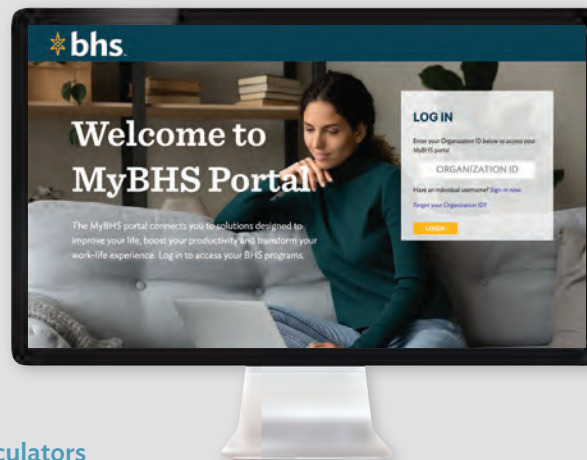 bhs
Welcome to
MyBHS Portal
The MyBHS portal connects you to solutions designed to
improve your life, boost your productivity and transform your
work-life experience. Log in to access your BHS programs.
LOG IN
Enter your Organization ID below to access your
MyBHS portal
ORGANIZATION ID
Have an individual username? Sign-in now.
Forgot your Organization ID?
LOGIN
culators